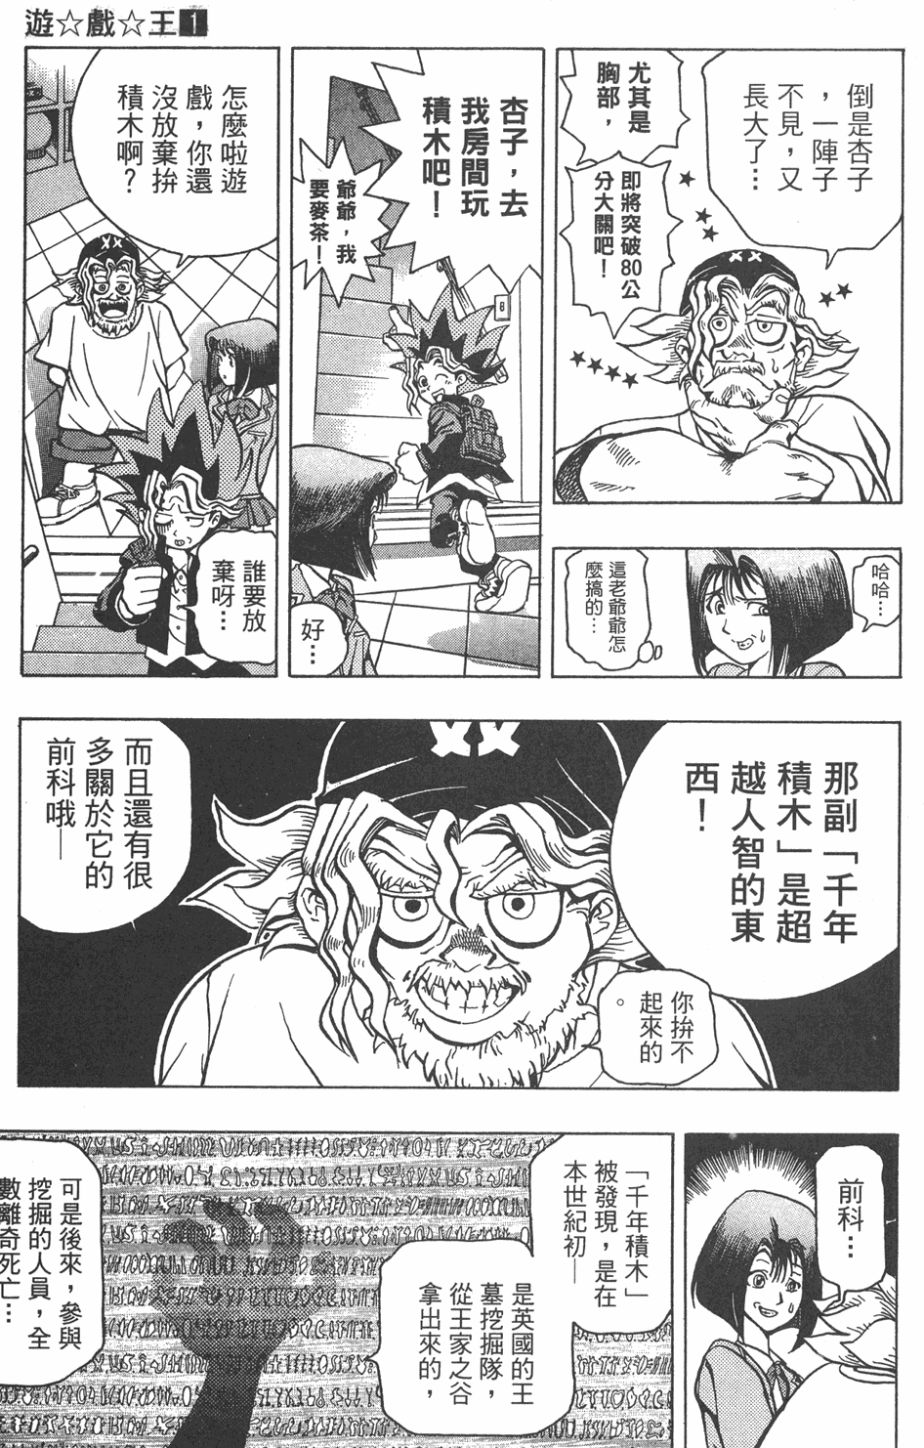 遊☆戲☆王1
倒是杏子
，一陣子
不見，又
長大了…
尤其是
胸部，
即將突破80公
分大關吧！
杏子，去
我房間玩
積木吧！
爺爺，我
要麥茶！
好…
怎麼啦遊
戲，你還
沒放棄拚
積木啊？
誰要放
棄呀…
哈哈…
這老爺爺怎
麼搞的…
那副「千年
積木」是超
越人智的東
西！
你拚不
起來的
。
而且還有很
多關於它的
前科哦—
前科…
「千年積木」
被發現，是在
本世紀初—
是英國的王
墓挖掘隊，
從王家之谷
拿出來的，
可是後來，參與
挖掘的人員，全
數離奇死亡…